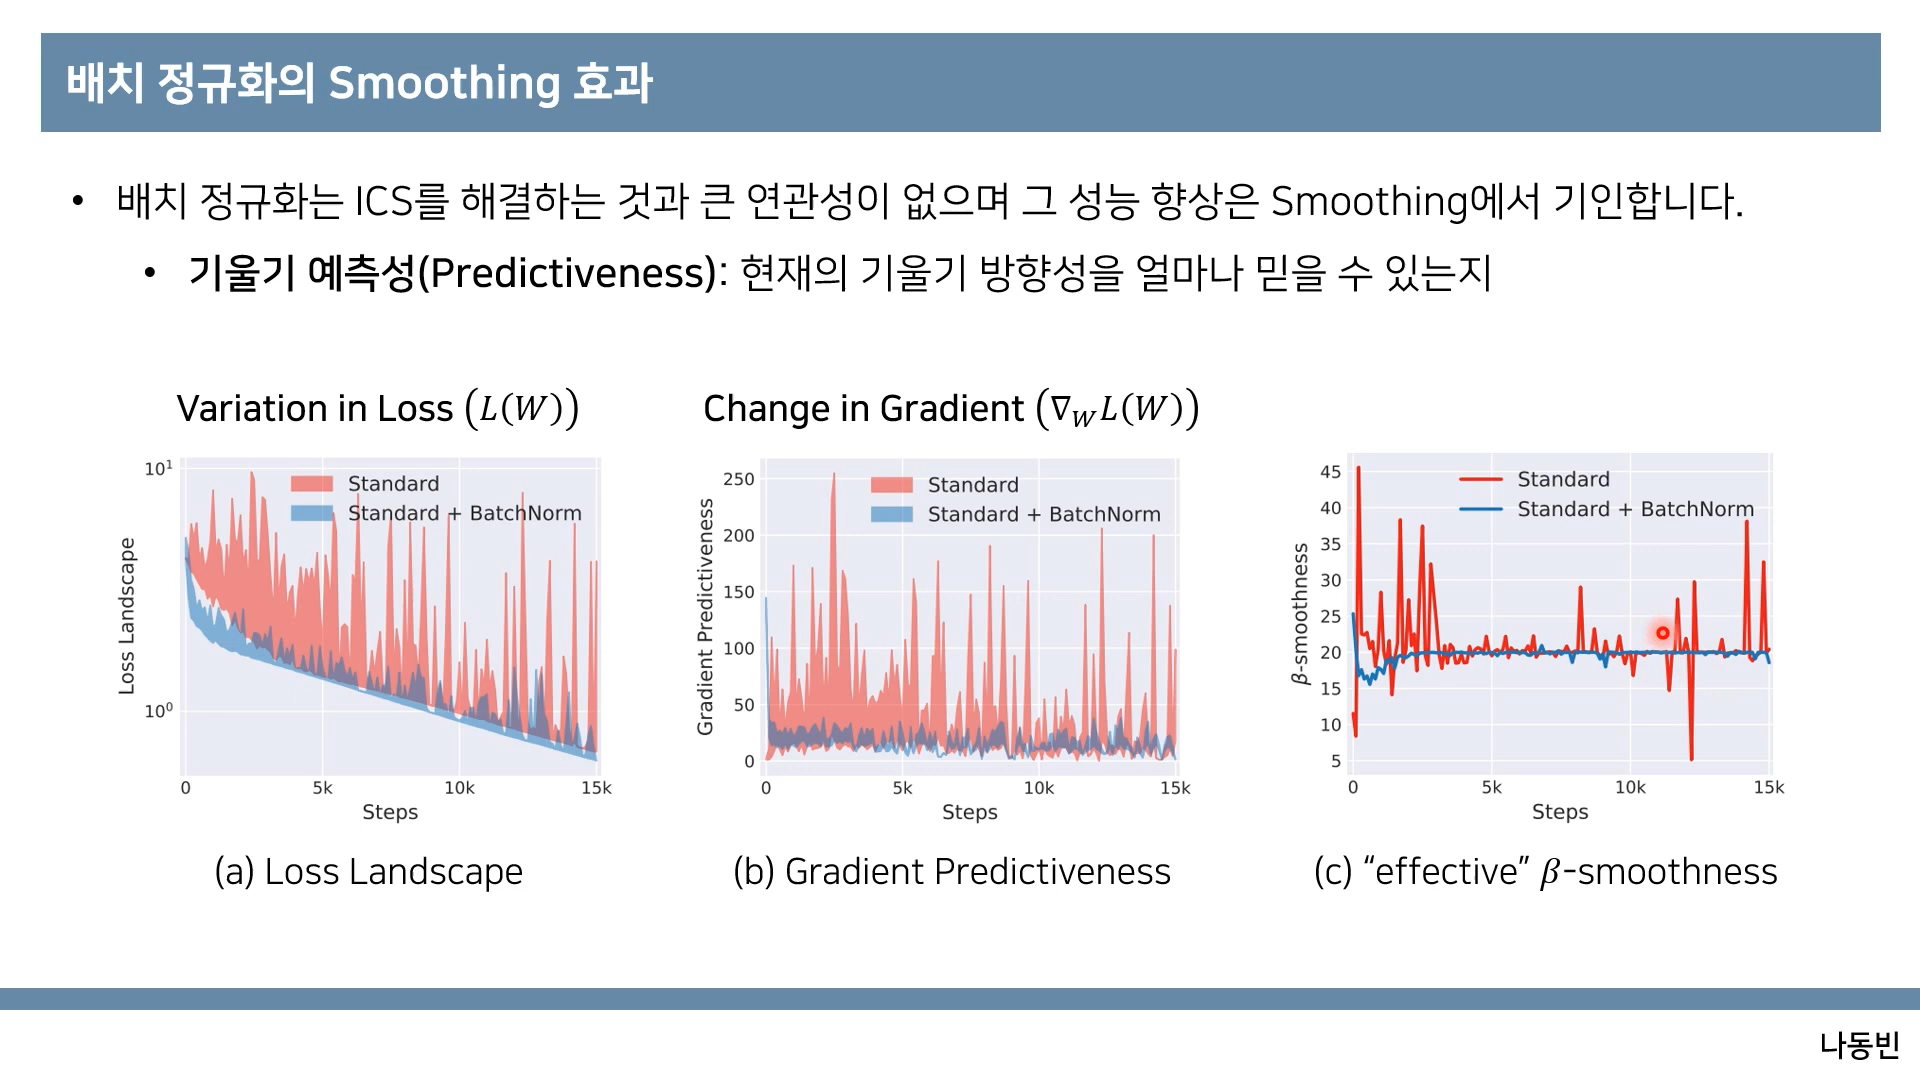 배치 정규화의 Smoothing 효과
• 배치 정규화는 ICS를 해결하는 것과 큰 연관성이 없으며 그 성능 향상은 Smoothing에서 기인합니다.
• 기울기 예측성(Predictiveness): 현재의 기울기 방향성을 얼마나 믿을 수 있는지
Variation in Loss (L(W))
10¹
10⁰
Loss Landscape
Standard
Standard + BatchNorm
0 5k 10k 15k
Steps
(a) Loss Landscape
Change in Gradient (∇_W L(W))
250
200
150
100
50
0
Gradient Predictiveness
Standard
Standard + BatchNorm
0 5k 10k 15k
Steps
(b) Gradient Predictiveness
45
40
35
30
25
20
15
10
5
β-smoothness
Standard
Standard + BatchNorm
0 5k 10k 15k
Steps
(c) “effective” β-smoothness
나동빈